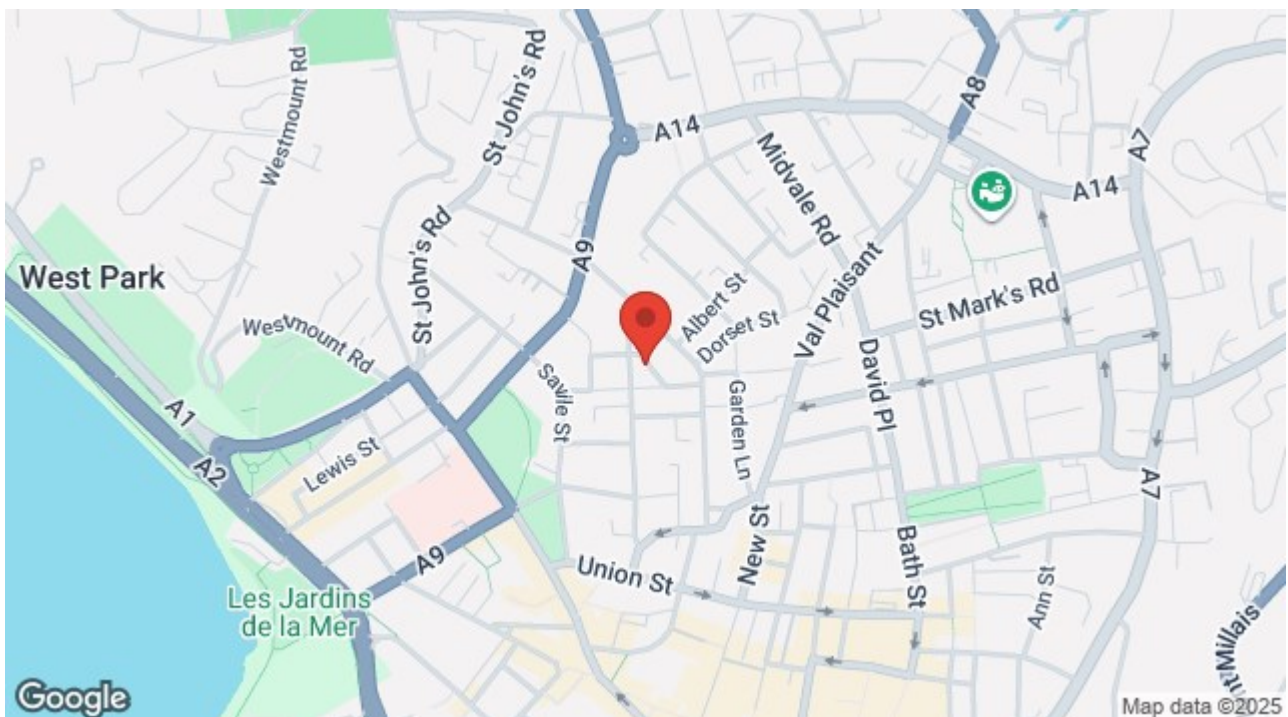 St John's Rd
Westmount Rd
A14
A8
A7
Midvale Rd
A14
West Park
St John's Rd
A9
Albert St
Dorset St
Val Plaisant
St Mark's Rd
Westmount Rd
A1
A2
Savile St
David Pl
Garden Ln
Lewis St
A7
New St
Bath St
A9
Union St
Ann St
Les Jardins
de la Mer
nt Millais
Google
Map data ©2025